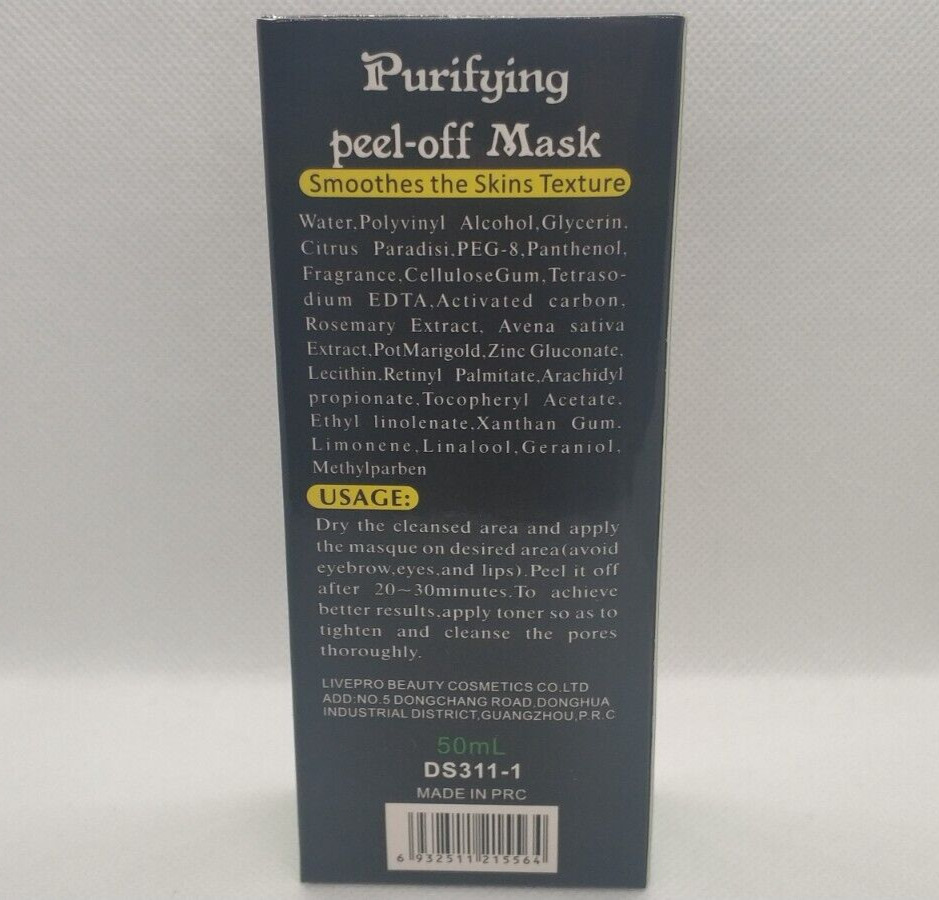 Purifying
peel-off Mask
Smoothes the Skins Texture
Water,Polyvinyl Alcohol,Glycerin,
Citrus Paradisi,PEG-8,Panthenol,
Fragrance,CelluloseGum,Tetraso-
dium EDTA,Activated carbon,
Rosemary Extract, Avena sativa
Extract,PotMarigold,Zinc Gluconate,
Lecithin,Retinyl Palmitate,Arachidyl
propionate,Tocopheryl Acetate.
Ethyl linolenate,Xanthan Gum.
Limonene,Linalool,Geraniol,
Methylparben
USAGE:
Dry the cleansed area and apply
the masque on desired area(avoid
eyebrow,eyes,and lips).Peel it off
after 20~30minutes.To achieve
better results,apply toner so as to
tighten and cleanse the pores
thoroughly.
LIVEPRO BEAUTY COSMETICS CO.LTD
ADD:NO.5 DONGCHANG ROAD,DONGHUA
INDUSTRIAL DISTRICT,GUANGZHOU,P.R.C
50mL
DS311-1
MADE IN PRC
6 932511 215564